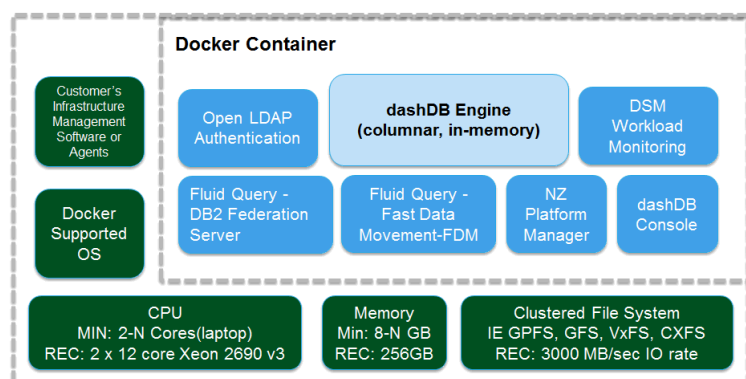 Docker Container
Customer's
Infrastructure
Management
Software or
Agents
Open LDAP
Authentication
dashDB Engine
(columnar, in-memory)
DSM
Workload
Monitoring
Docker
Supported
OS
Fluid Query -
DB2 Federation
Server
Fluid Query -
Fast Data
Movement-FDM
NZ
Platform
Manager
dashDB
Console
CPU
MIN: 2-N Cores(laptop)
REC: 2 x 12 core Xeon 2690 v3
Memory
Min: 8-N GB
REC: 256GB
Clustered File System
IE GPFS, GFS, VxFS, CXFS
REC: 3000 MB/sec IO rate